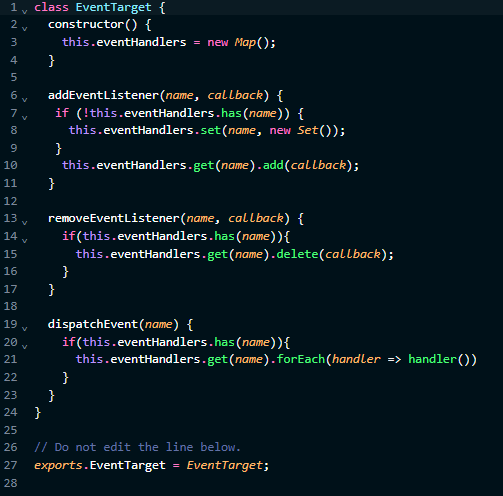 1 class EventTarget {
2 constructor() {
3 this.eventHandlers = new Map();
4 }
5
6 addEventListener(name, callback) {
7 if (!this.eventHandlers.has(name)) {
8 this.eventHandlers.set(name, new Set());
9 }
10 this.eventHandlers.get(name).add(callback);
11 }
12
13 removeEventListener(name, callback) {
14 if(this.eventHandlers.has(name)){
15 this.eventHandlers.get(name).delete(callback);
16 }
17 }
18
19 dispatchEvent(name) {
20 if(this.eventHandlers.has(name)){
21 this.eventHandlers.get(name).forEach(handler => handler())
22 }
23 }
24 }
25
26 // Do not edit the line below.
27 exports.EventTarget = EventTarget;
28